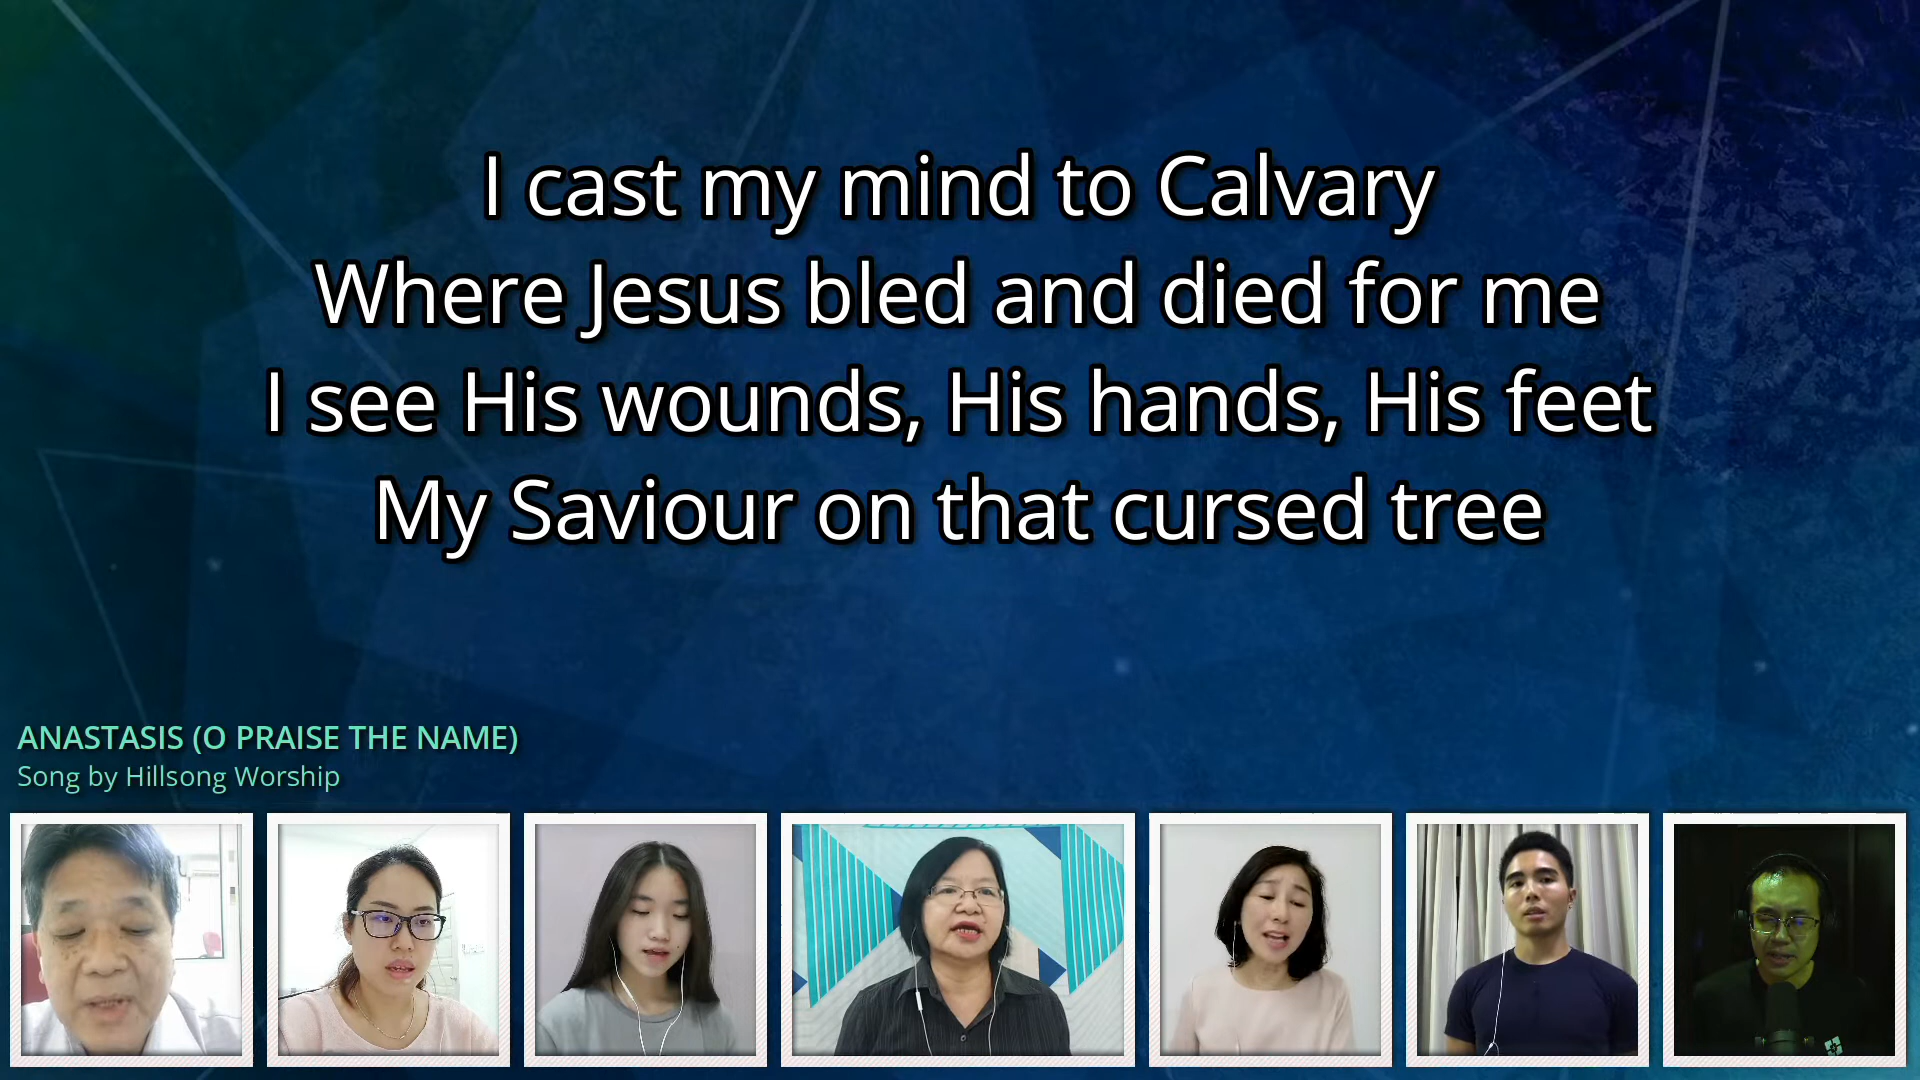 I cast my mind to Calvary
Where Jesus bled and died for me
I see His wounds, His hands, His feet
My Saviour on that cursed tree
ANASTASIS (O PRAISE THE NAME)
Song by Hillsong Worship